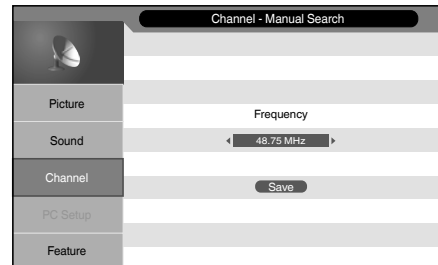 Channel - Manual Search
Picture
Sound
Channel
PC Setup
Feature
Frequency
48.75 MHz
Save